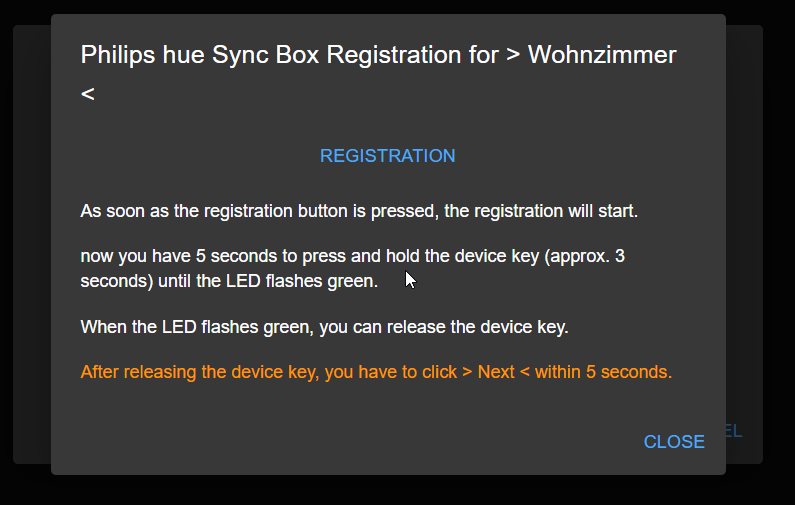 Philips hue Sync Box Registration for > Wohnzimmer
<
REGISTRATION
As soon as the registration button is pressed, the registration will start.
now you have 5 seconds to press and hold the device key (approx. 3
seconds) until the LED flashes green.
When the LED flashes green, you can release the device key.
After releasing the device key, you have to click > Next < within 5 seconds.
EL
CLOSE